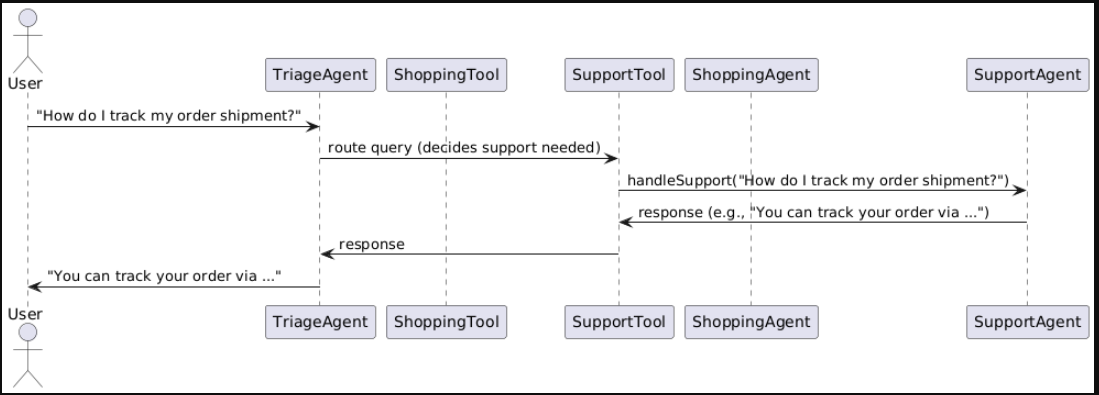 User
TriageAgent
ShoppingTool
SupportTool
ShoppingAgent
SupportAgent
"How do I track my order shipment?"
route query (decides support needed)
handleSupport("How do I track my order shipment?")
response (e.g., "You can track your order via ...")
response
"You can track your order via ..."
User
TriageAgent
ShoppingTool
SupportTool
ShoppingAgent
SupportAgent